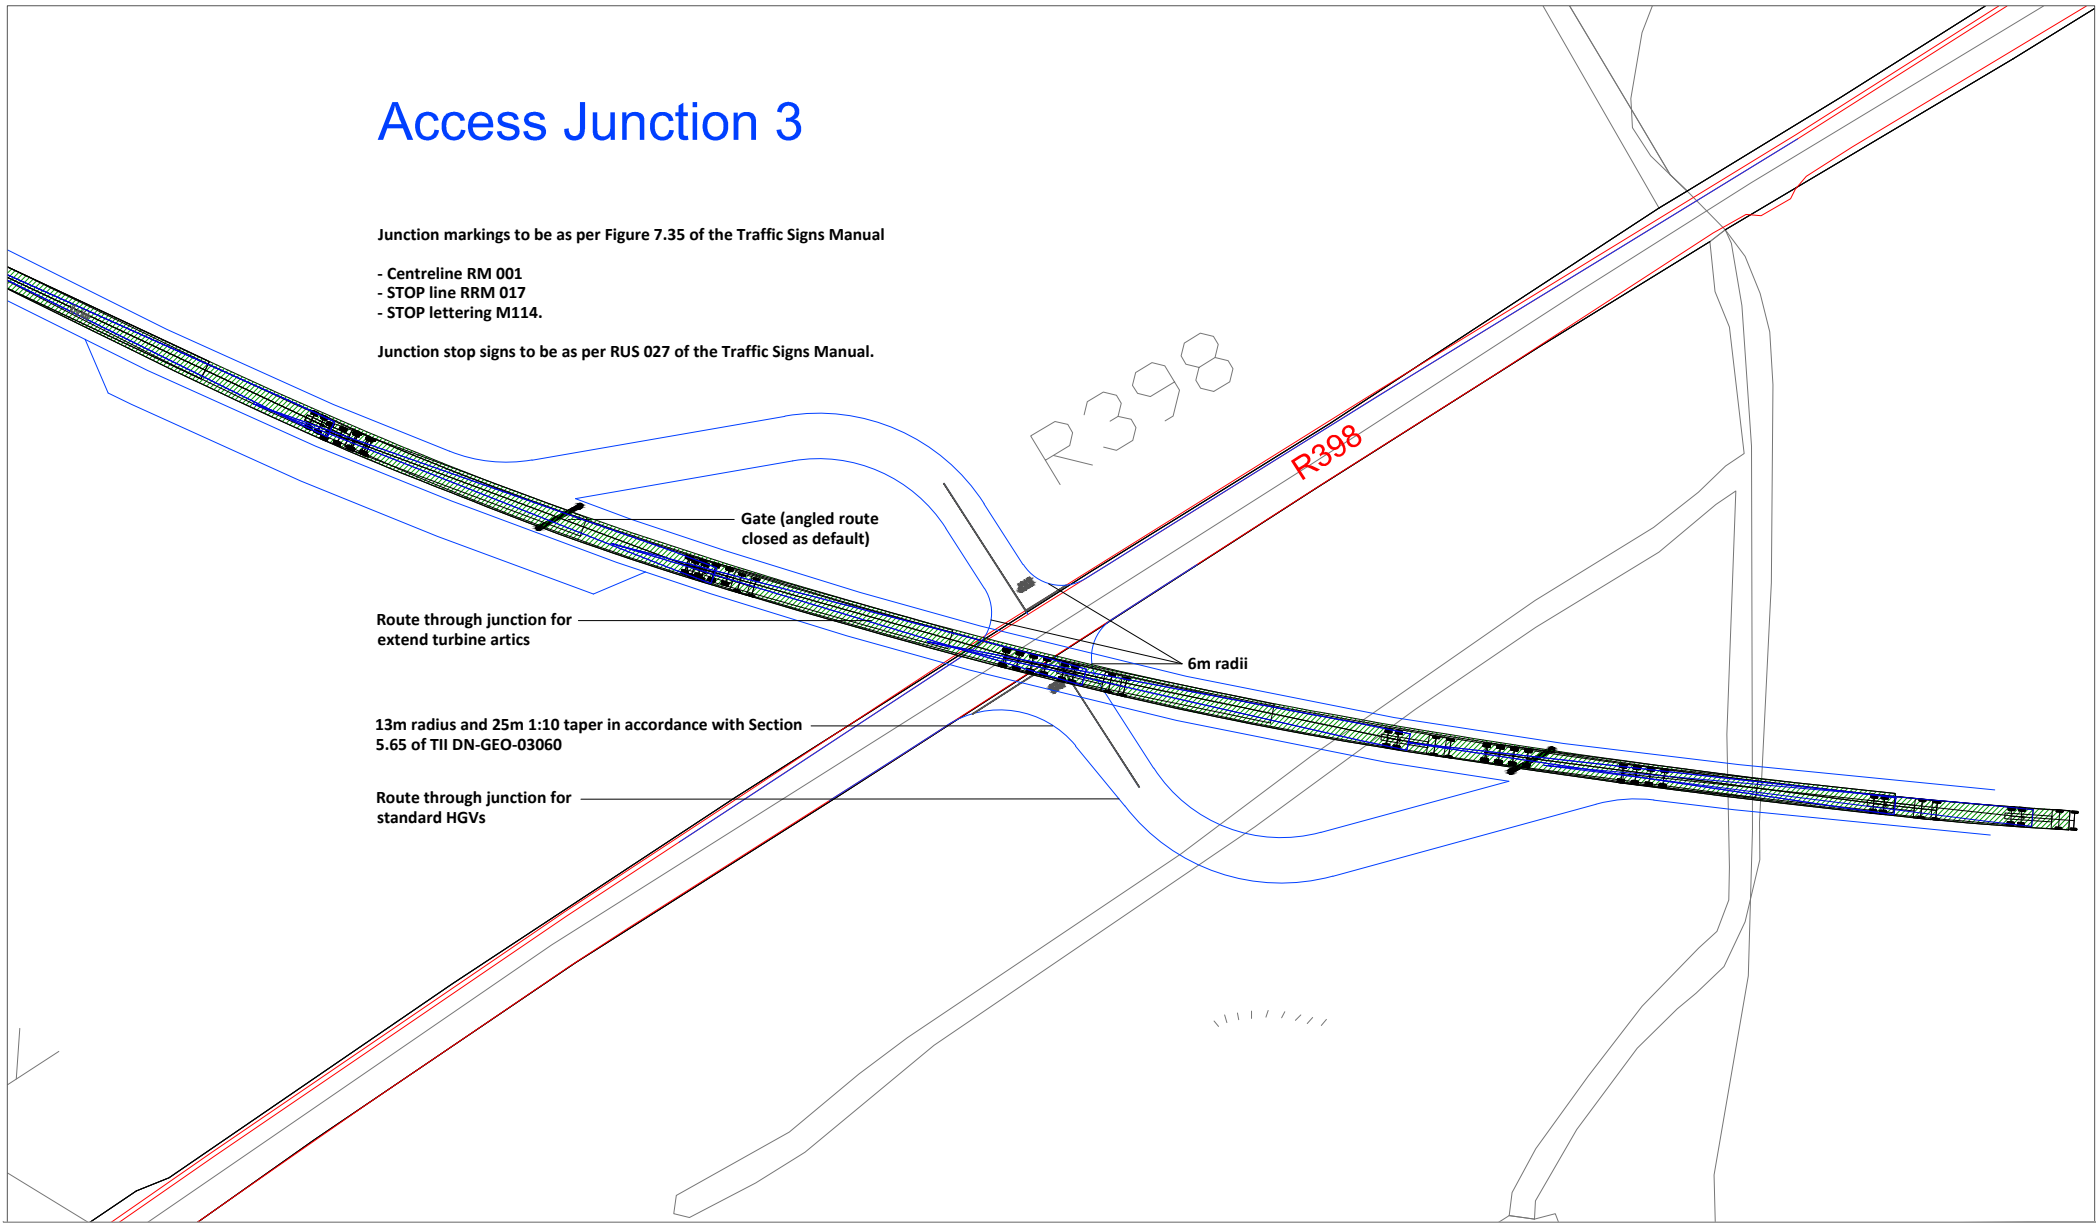 Access Junction 3
Junction markings to be as per Figure 7.35 of the Traffic Signs Manual
- Centreline RM 001
- STOP line RRM 017
- STOP lettering M114.
Junction stop signs to be as per RUS 027 of the Traffic Signs Manual.
R398
R398
Gate (angled route
closed as default)
Route through junction for
extend turbine artics
6m radii
13m radius and 25m 1:10 taper in accordance with Section
5.65 of TII DN-GEO-03060
Route through junction for
standard HGVs